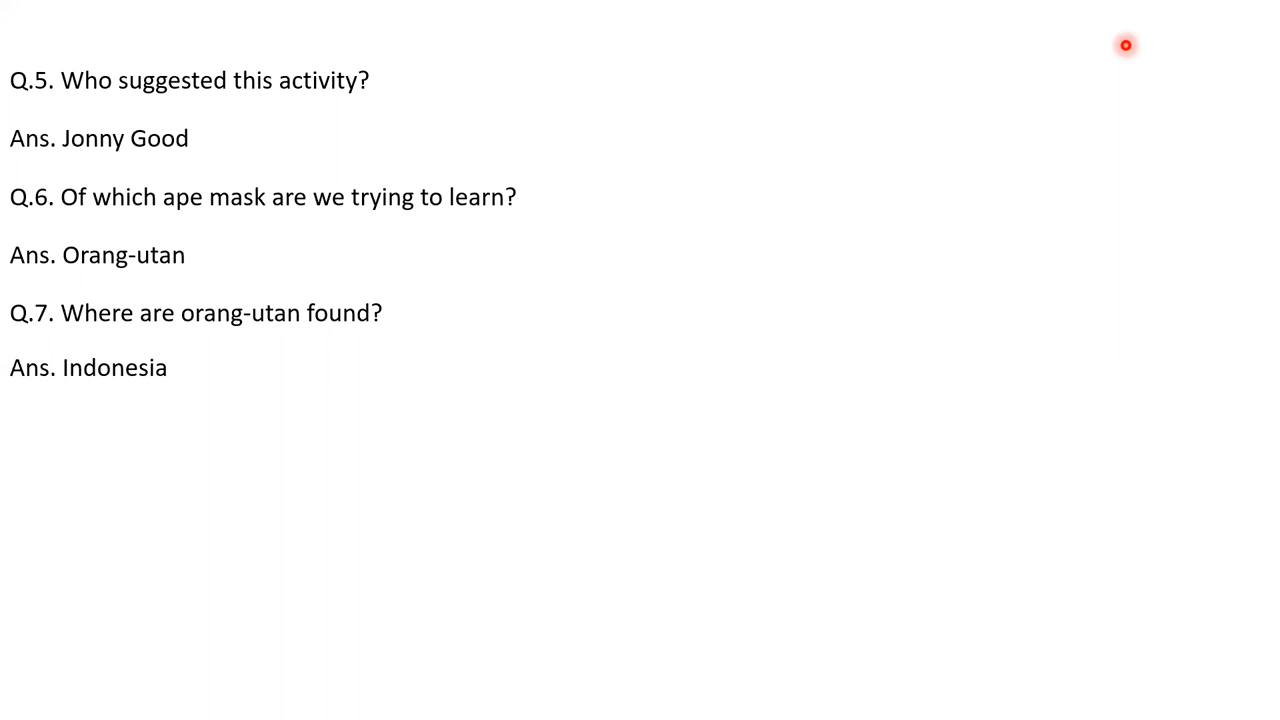 Q.5. Who suggested this activity?
Ans. Jonny Good
Q.6. Of which ape mask are we trying to learn?
Ans. Orang-utan
Q.7. Where are orang-utan found?
Ans. Indonesia